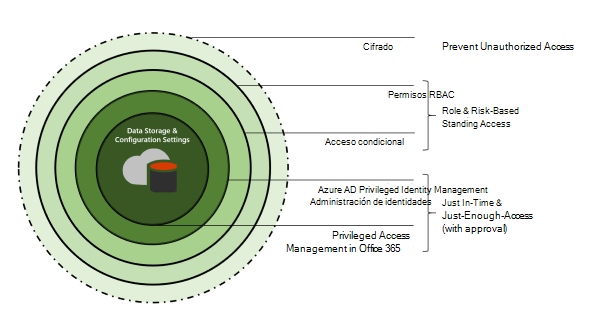 Cifrado
Prevent Unauthorized Access
Permisos RBAC
Role & Risk-Based
Standing Access
Data Storage &
Configuration Settings
Acceso condicional
Azure AD Privileged Identity Management
Administración de identidades
Just In-Time &
Just-Enough-Access
(with approval)
Privileged Access
Management in Office 365